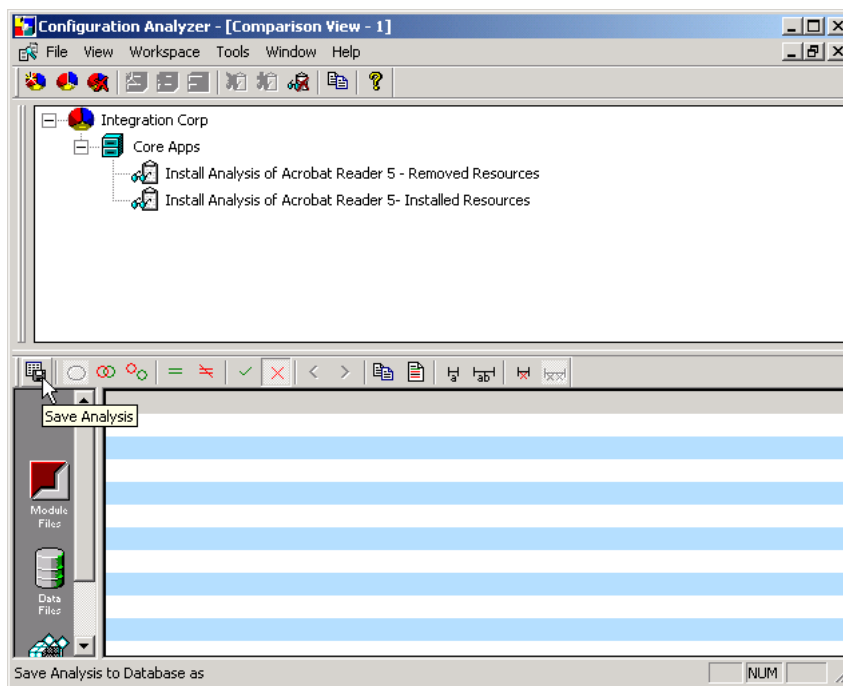 Configuration Analyzer - [Comparison View - 1]
File View Workspace Tools Window Help
Integration Corp
Core Apps
Install Analysis of Acrobat Reader 5 - Removed Resources
Install Analysis of Acrobat Reader 5- Installed Resources
a ab
Save Analysis
Module
Files
Data
Files
Save Analysis to Database as
NUM